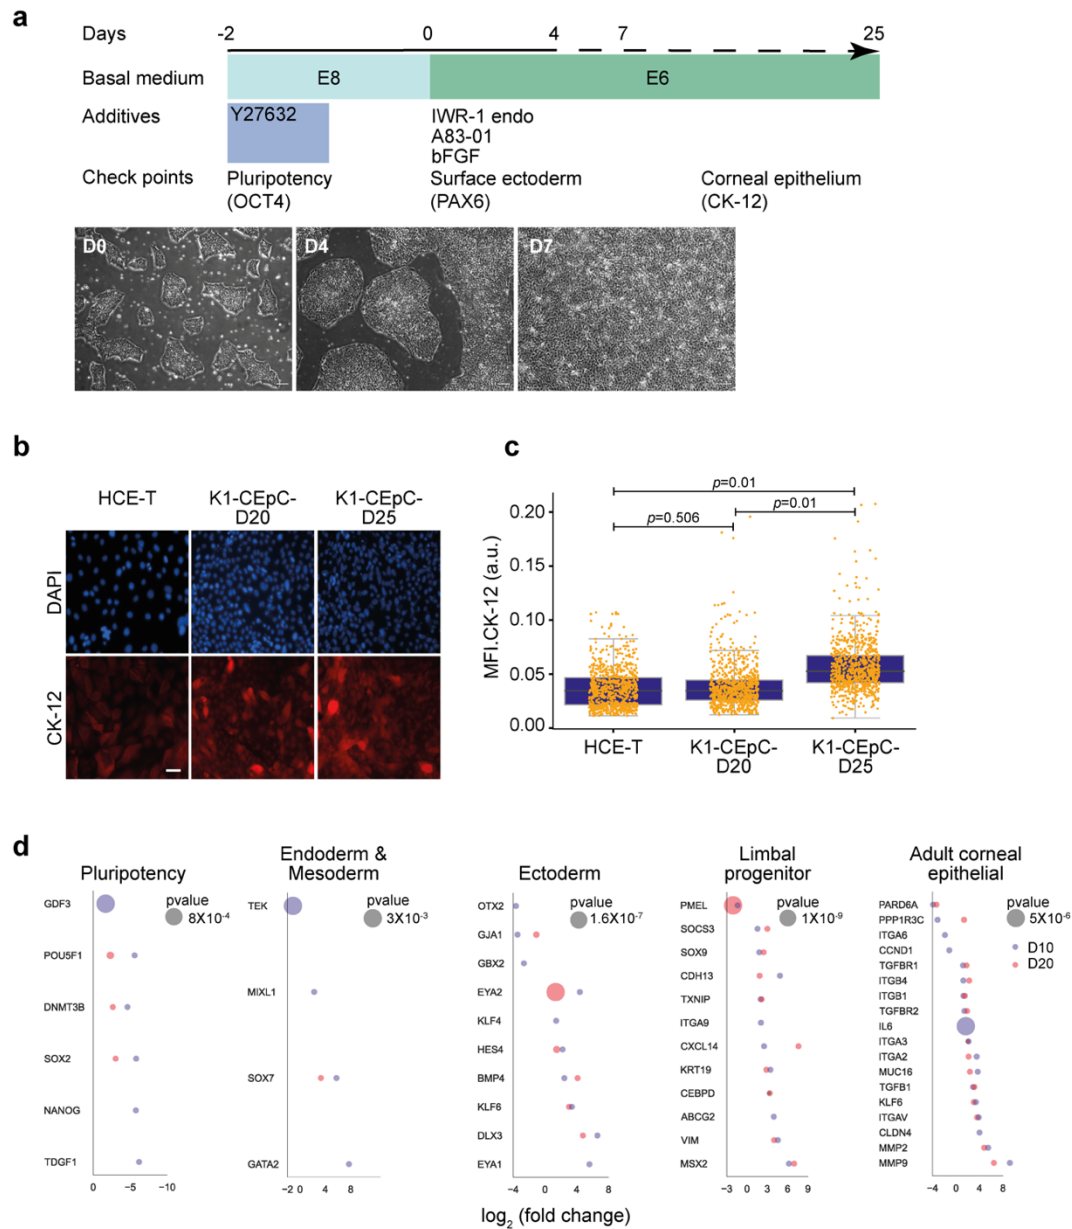 a
Days -2 0 4 7 25
Basal medium E8 E6
Additives Y27632 IWR-1 endo
A83-01
bFGF
Check points Pluripotency Surface ectoderm Corneal epithelium
(OCT4) (PAX6) (CK-12)
D0 D4 D7
b
HCE-T K1-CEpC-D20 K1-CEpC-D25
DAPI
CK-12
c
p=0.01
p=0.506 p=0.01
MFI.CK-12 (a.u.)
0.20
0.15
0.10
0.05
0.00
HCE-T K1-CEpC-D20 K1-CEpC-D25
d
Pluripotency
pvalue
8X10⁻⁴
GDF3
POU5F1
DNMT3B
SOX2
NANOG
TDGF1
0 -5 -10
Endoderm &
Mesoderm
pvalue
3X10⁻³
TEK
MIXL1
SOX7
GATA2
-2 0 4 8
Ectoderm
pvalue
1.6X10⁻⁷
OTX2
GJA1
GBX2
EYA2
KLF4
HES4
BMP4
KLF6
DLX3
EYA1
-4 0 4 8
Limbal
progenitor
pvalue
1X10⁻⁹
PMEL
SOCS3
SOX9
CDH13
TXNIP
ITGA9
CXCL14
KRT19
CEBPD
ABCG2
VIM
MSX2
-3 0 3 6 9
Adult corneal
epithelial
pvalue
5X10⁻⁶
D10
D20
PARD6A
PPP1R3C
ITGA6
CCND1
TGFBR1
ITGB4
ITGB1
TGFBR2
IL6
ITGA3
ITGA2
MUC16
TGFB1
KLF6
ITGAV
CLDN4
MMP2
MMP9
-4 0 4 8
log₂ (fold change)